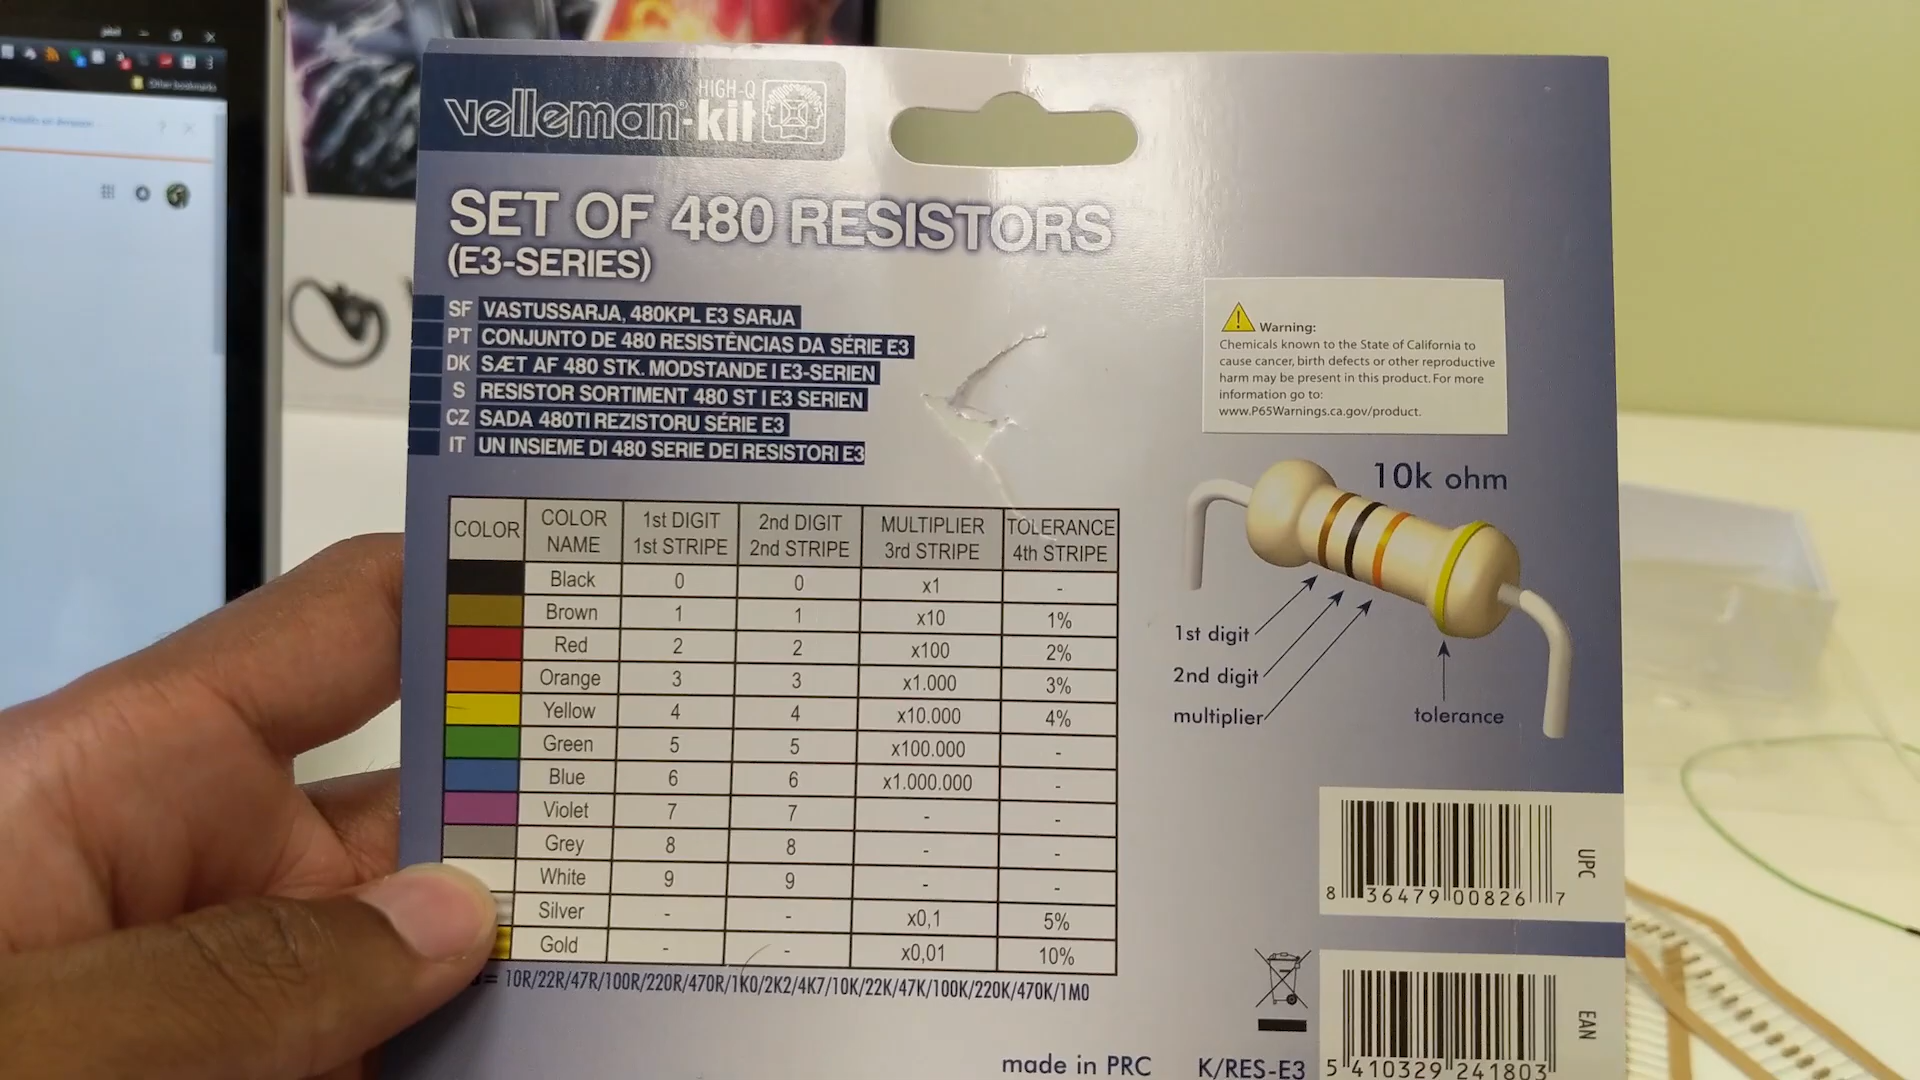 velleman®-kit HIGH-Q
SET OF 480 RESISTORS
(E3-SERIES)
SF VASTUSSARJA, 480KPL E3 SARJA
PT CONJUNTO DE 480 RESISTÊNCIAS DA SÉRIE E3
DK SÆT AF 480 STK. MODSTANDE I E3-SERIEN
S RESISTOR SORTIMENT 480 ST I E3 SERIEN
CZ SADA 480TI REZISTORU SÉRIE E3
IT UN INSIEME DI 480 SERIE DEI RESISTORI E3
Warning:
Chemicals known to the State of California to
cause cancer, birth defects or other reproductive
harm may be present in this product. For more
information go to:
www.P65Warnings.ca.gov/product.
10k ohm
1st digit
2nd digit
multiplier
tolerance
COLOR COLOR NAME 1st DIGIT 1st STRIPE 2nd DIGIT 2nd STRIPE MULTIPLIER 3rd STRIPE TOLERANCE 4th STRIPE
Black 0 0 x1 -
Brown 1 1 x10 1%
Red 2 2 x100 2%
Orange 3 3 x1.000 3%
Yellow 4 4 x10.000 4%
Green 5 5 x100.000 -
Blue 6 6 x1.000.000 -
Violet 7 7 - -
Grey 8 8 - -
White 9 9 - -
Silver - - x0,1 5%
Gold - - x0,01 10%
= 10R/22R/47R/100R/220R/470R/1K0/2K2/4K7/10K/22K/47K/100K/220K/470K/1M0
8 36479 00826 7
UPC
5 410329 241803
EAN
made in PRC K/RES-E3
Other bookmarks